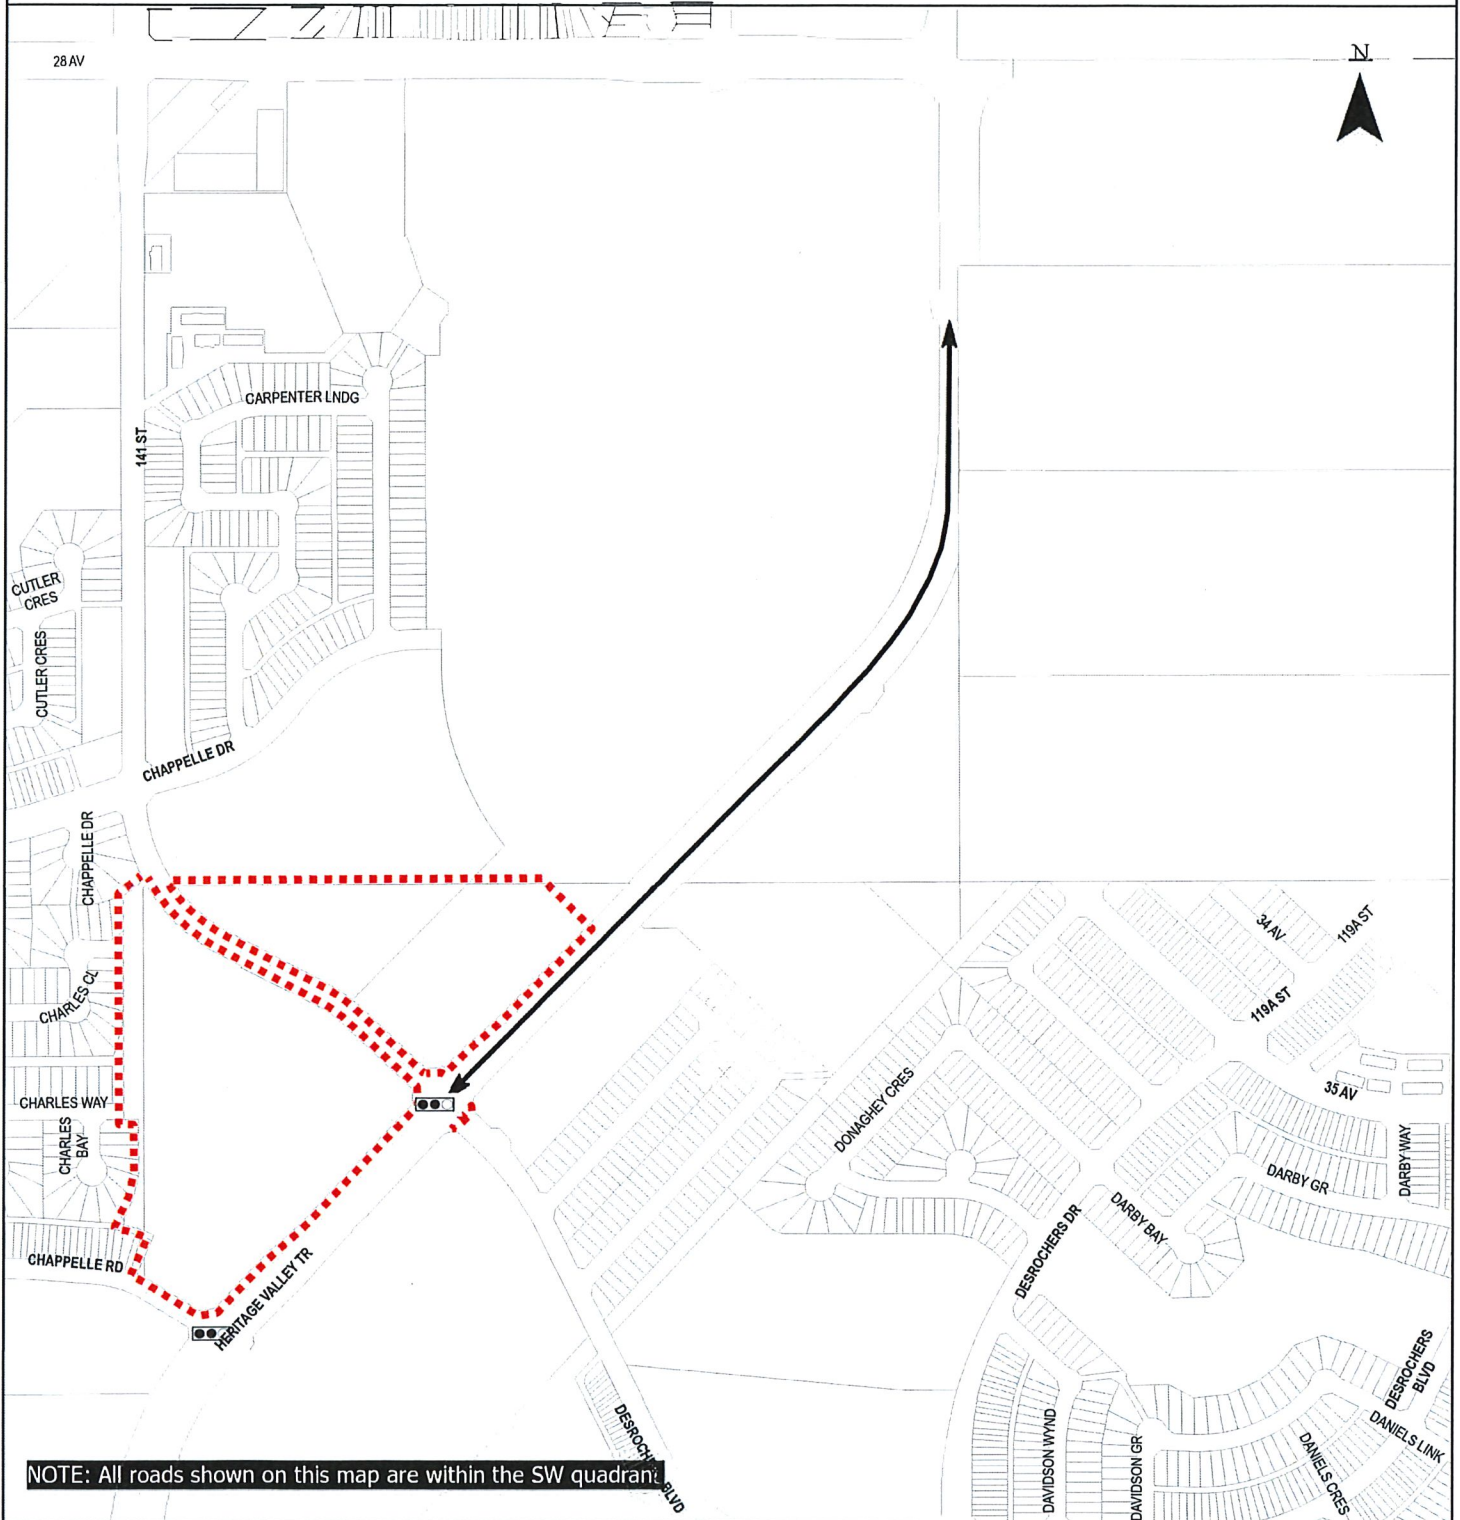 28 AV
N
CARPENTER LNDG
141 ST
CUTLER
CRES
CUTLER CRES
CHAPPELLE DR
CHAPPELLE DR
34 AV
119A ST
CHARLES CL
119A ST
CHARLES WAY
35 AV
CHARLES
BAY
DONAGHEY CRES
DARBY WAY
DARBY GR
DARBY BAY
CHAPPELLE RD
DESROCHERS DR
HERITAGE VALLEY TR
DESROCHERS
BLVD
DANIELS LINK
DAVIDSON WYND
DAVIDSON GR
DANIELS CRES
BLVD
NOTE: All roads shown on this map are within the SW quadrant